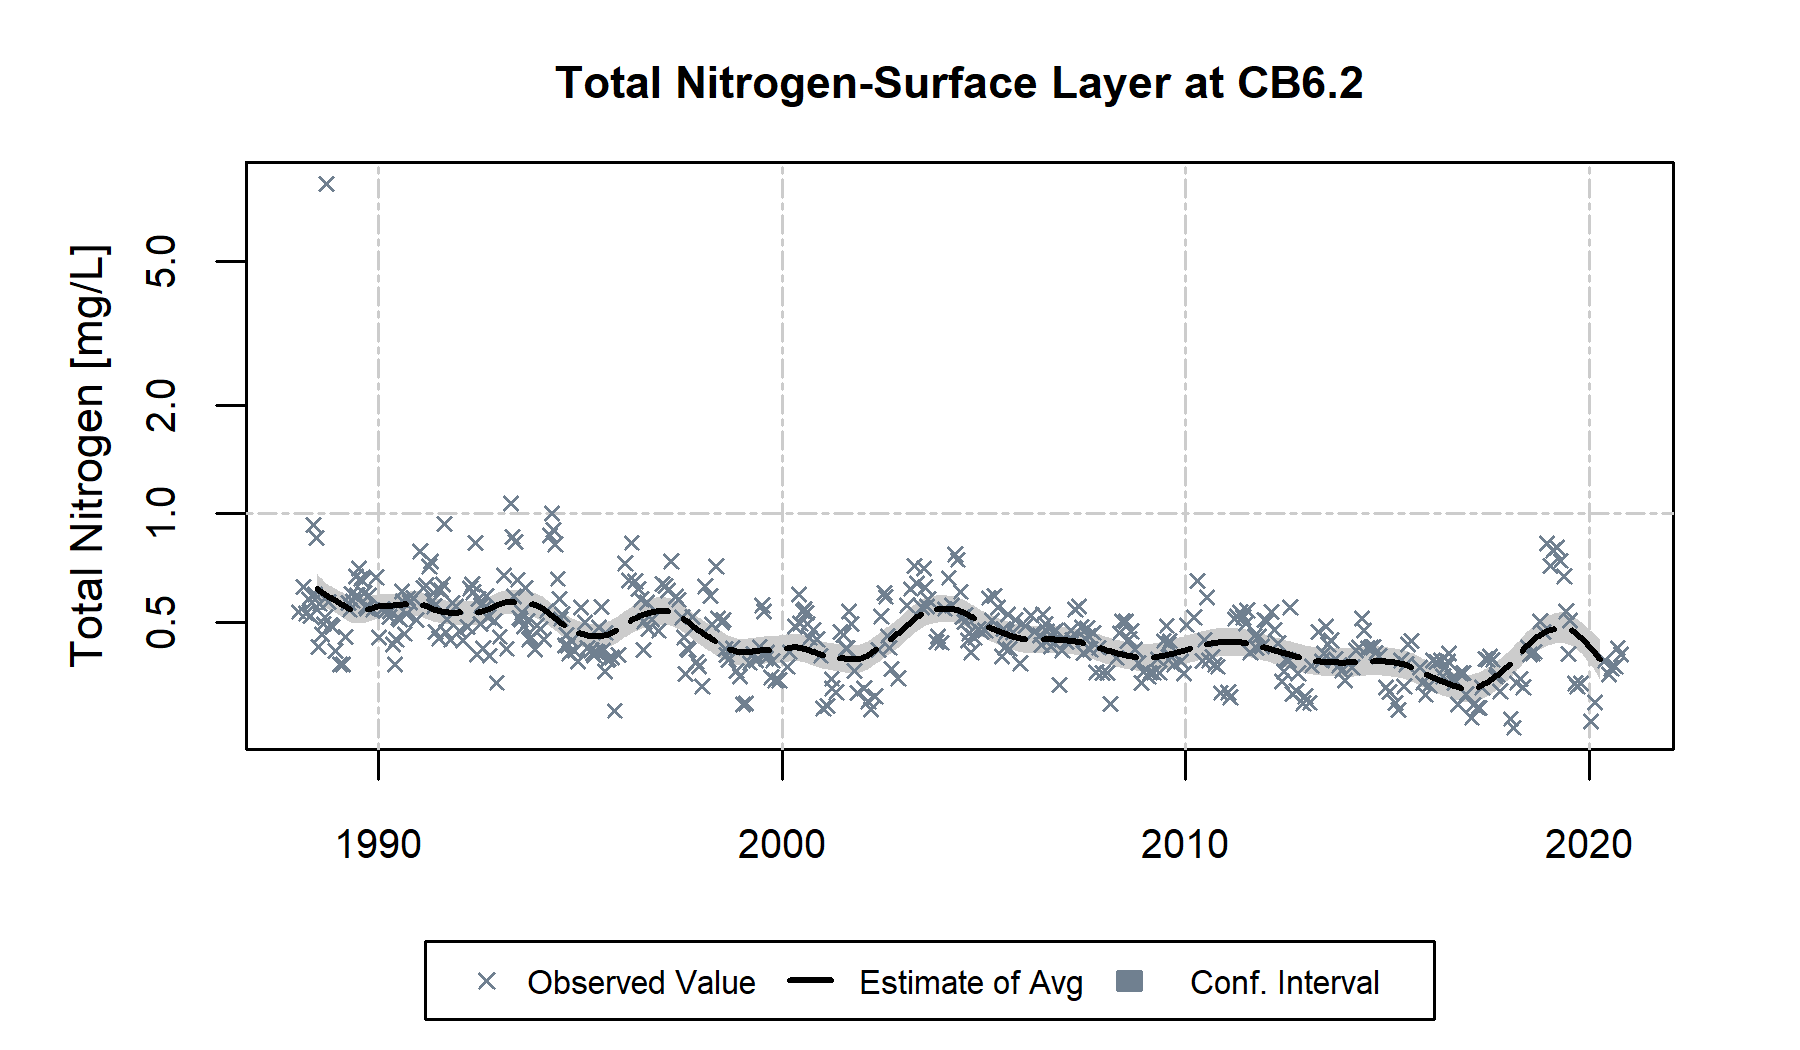 Total Nitrogen-Surface Layer at CB6.2
Total Nitrogen [mg/L]
5.0
2.0
1.0
0.5
1990 2000 2010 2020
Observed Value Estimate of Avg Conf. Interval